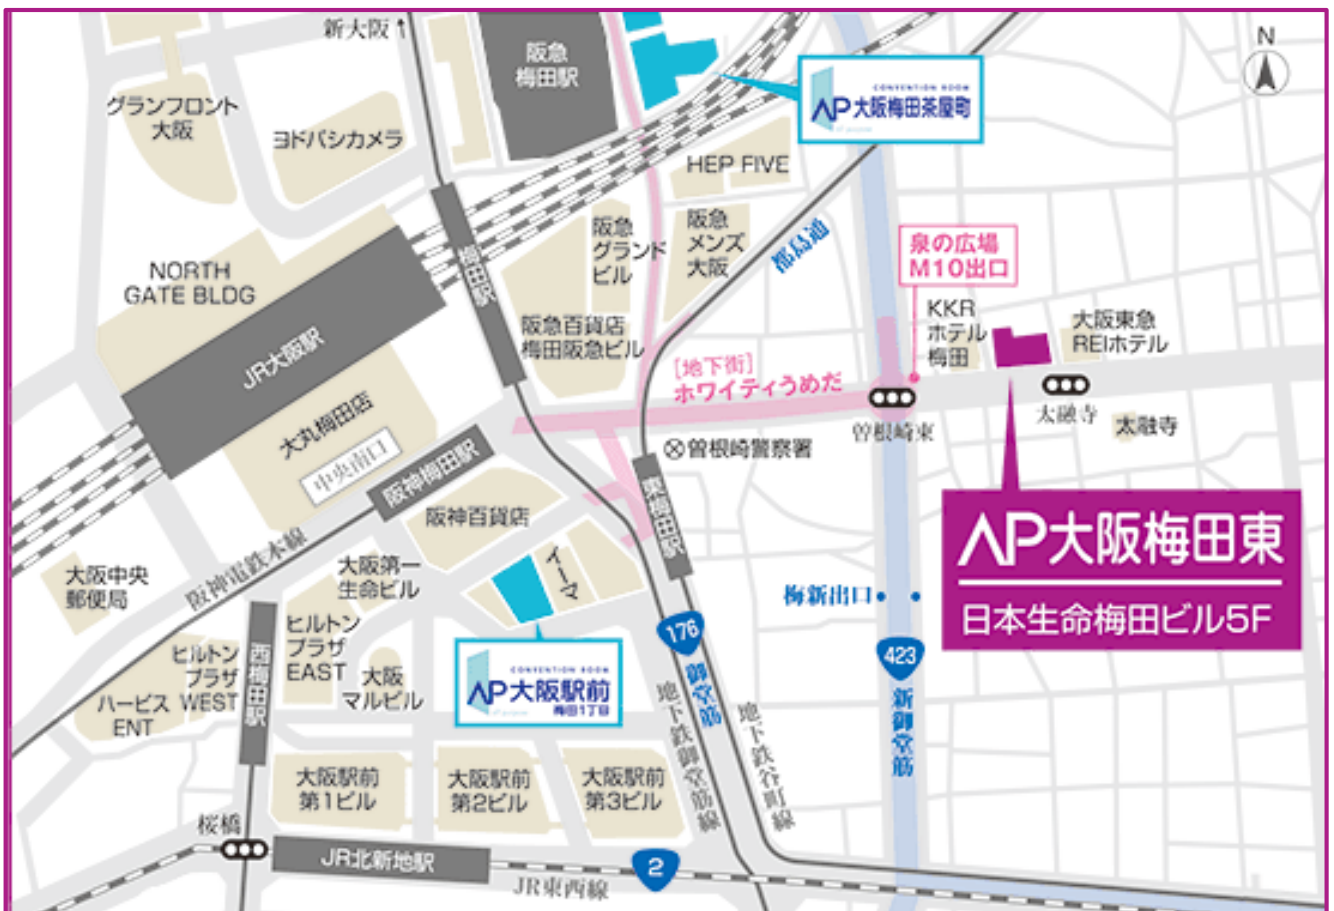 新大阪↑
阪急
梅田駅
N
グランフロント
大阪
ヨドバシカメラ
CONVENTION ROOM
AP大阪梅田茶屋町
HEP FIVE
阪急
グランド
ビル
阪急
メンズ
大阪
都島通
泉の広場
M10出口
NORTH
GATE BLDG
梅田駅
KKR
ホテル
梅田
大阪東急
REIホテル
阪急百貨店
梅田阪急ビル
JR大阪駅
[地下街]
ホワイティうめだ
大丸梅田店
中央南口
曽根崎東
太融寺
太融寺
曽根崎警察署
阪神梅田駅
東梅田駅
阪神百貨店
AP大阪梅田東
日本生命梅田ビル5F
阪神電鉄本線
大阪中央
郵便局
大阪第一
生命ビル
イーマ
梅新出口
ヒルトン
プラザ
EAST
176
423
CONVENTION ROOM
AP大阪駅前
梅田1丁目
ヒルトン
プラザ
WEST
西梅田駅
大阪
マルビル
ハービス
ENT
御堂筋
地下鉄御堂筋線
地下鉄谷町線
新御堂筋
大阪駅前
第1ビル
大阪駅前
第2ビル
大阪駅前
第3ビル
桜橋
JR北新地駅
2
JR東西線